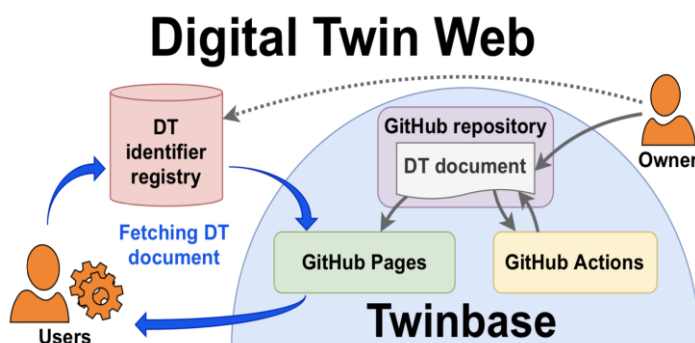 Digital Twin Web
DT
identifier
registry
GitHub repository
DT document
Owner
Fetching DT
document
GitHub Pages
GitHub Actions
Users
Twinbase